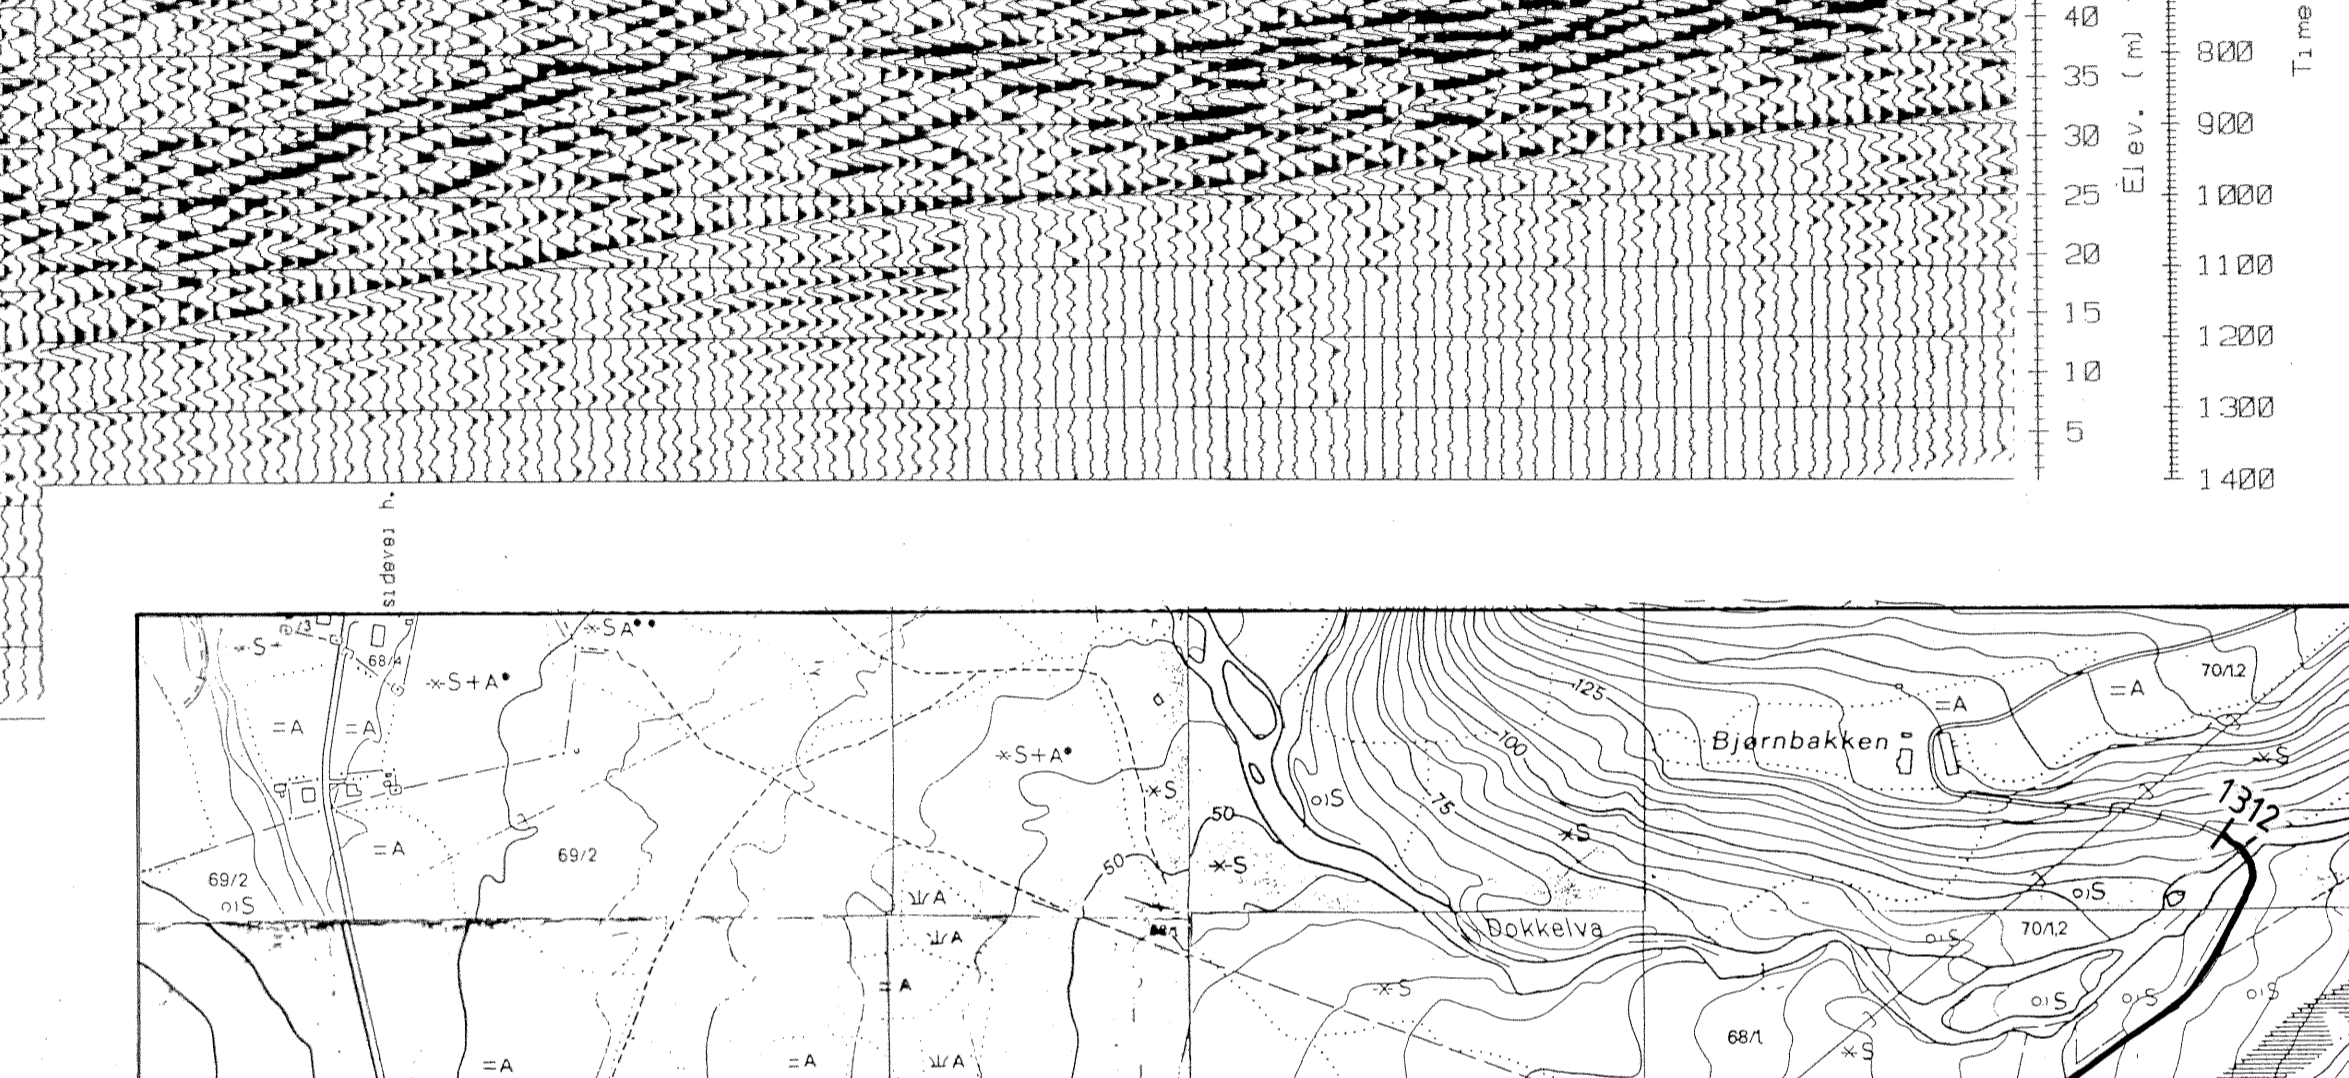 40
35
30
25
20
15
10
5
Elev. (m)
800
900
1000
1100
1200
1300
1400
Time
sidevei h.
S
68/4
S A
S+A
=A
=A
=A
69/2
69/2
S
S+A
S
50
50
S
A
A
=A
=A
=A
A
125
100
75
S
S
Bjørnbakken
=A
=A
70/1,2
S
1312
Dokkelva
S
S
70/1,2
S
S
S
S
68/1
S